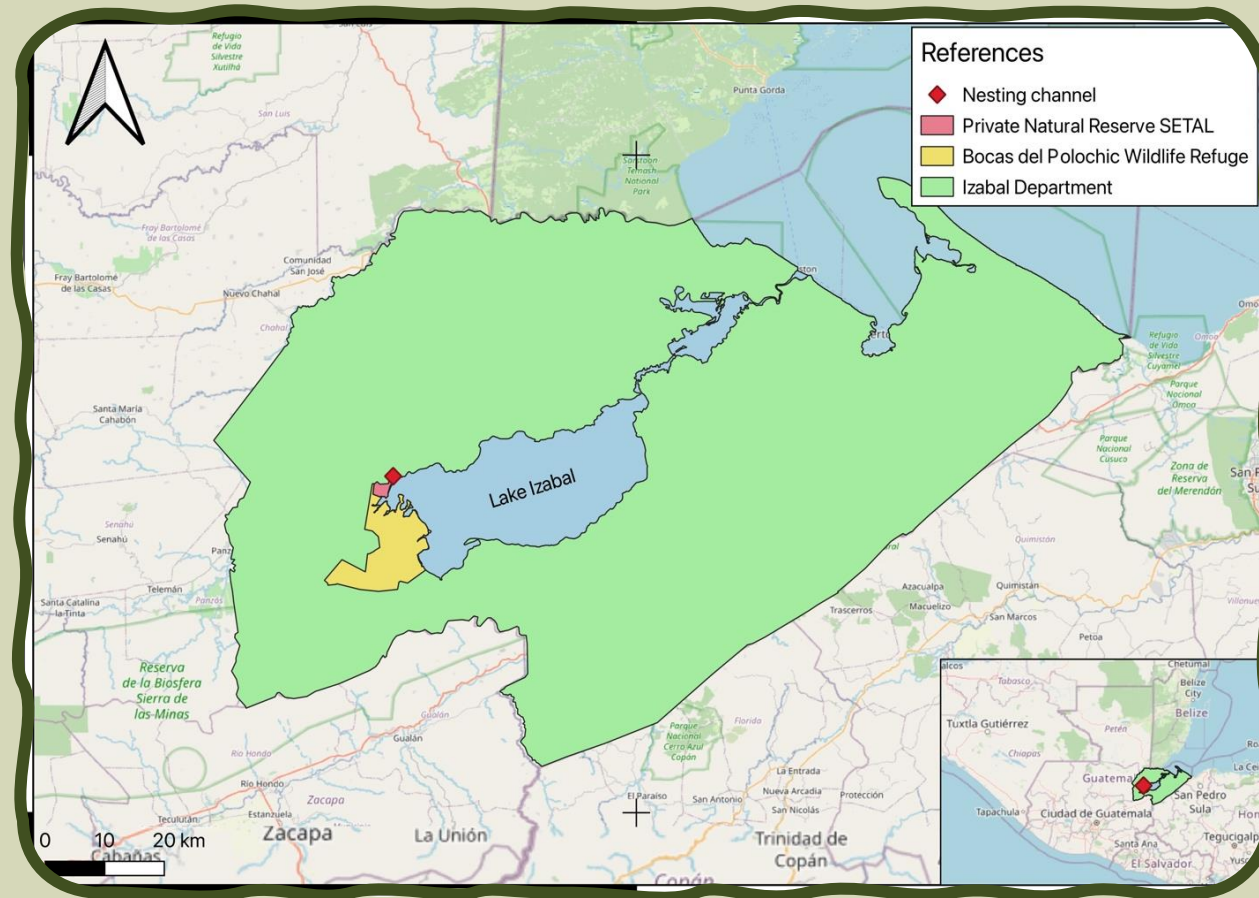 References
Nesting channel
Private Natural Reserve SETAL
Bocas del Polochic Wildlife Refuge
Izabal Department
Refugio
de Vida
Silvestre
Xutilhá
San Luis
Punta Gorda
Sarstoon
Temash
National
Park
Fray Bartolomé
de las Casas
Fray Bartolomé
de las Casas
Comunidad
San José
Nuevo Chahal
Chahal
Santa María
Cahabón
Senahú
Senahú
Telemán
Panzós
Santa Catalina
la Tinta
Lake Izabal
Refugio
de Vida
Silvestre
Cuyamel
Omoa
Parque
Nacional
Omoa
Parque
Nacional
Cusuco
Zona de
Reserva
del Merendón
Quimistán
Azacualpa
Quimistan
Macuelizo
Trascerros
San Marcos
Petoa
Reserva
de la Biosfera
Sierra de
las Minas
Gualán
Gualán
Río Hondo
Río Hondo
Zacapa
Teculután
Estanzuela
Zacapa
La Unión
Cabañas
Parque
Nacional
Cerro Azul
Copán
Florida
La Entrada
El Paraíso
San Antonio
Nueva Arcadia
Protección
San Nicolás
Trinidad de
Copán
Copán
0 10 20 km
Chetumal
Tabasco
Belize
City
Belize
Tuxtla Gutiérrez
Petén
Chiapas
Guatema
San Pedro
Sula
Tapachula
Ciudad de Guatemala
Santa Ana
El Salvador
Tegucigalp